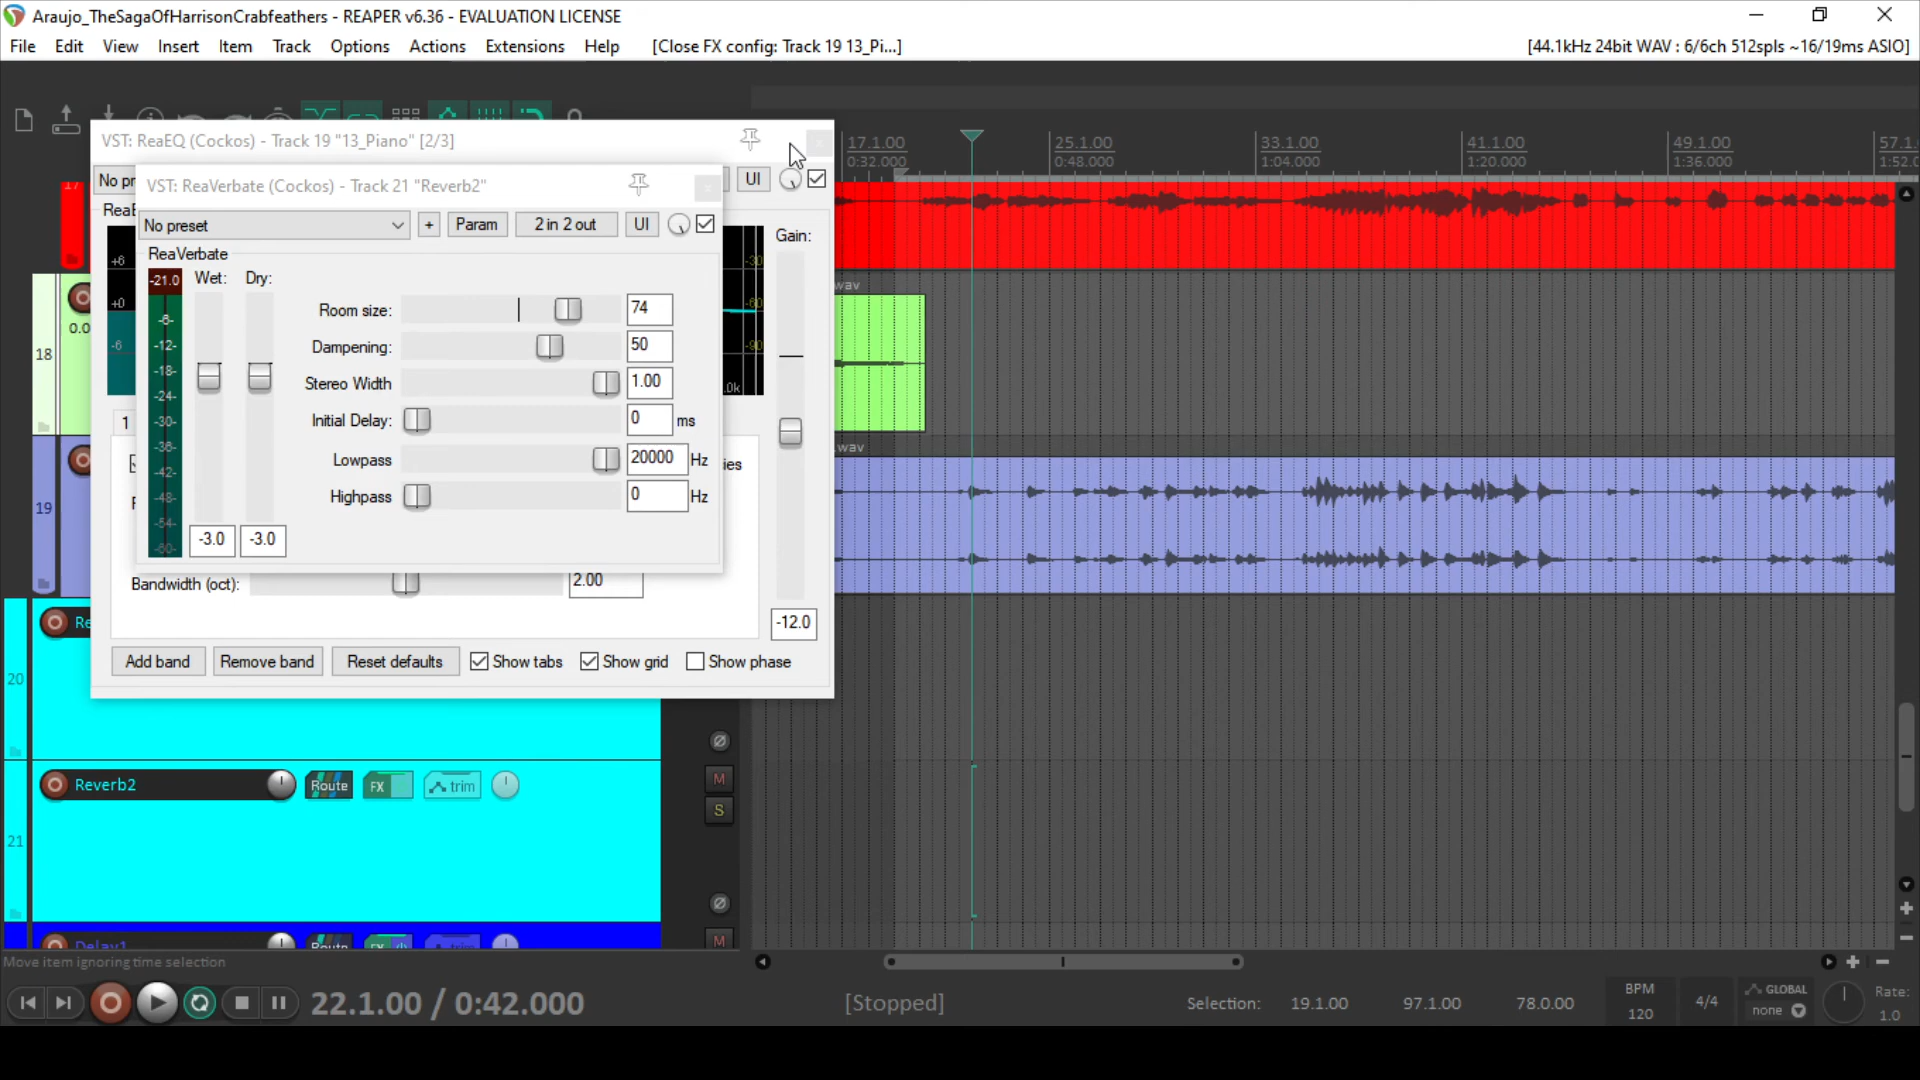 Araujo_TheSagaOfHarrisonCrabfeathers - REAPER v6.36 - EVALUATION LICENSE
File Edit View Insert Item Track Options Actions Extensions Help [Close FX config: Track 19 13_Pi...] [44.1kHz 24bit WAV : 6/6ch 512spls ~16/19ms ASIO]
VST: ReaEQ (Cockos) - Track 19 "13_Piano" [2/3]
17.1.00 25.1.00 33.1.00 41.1.00 49.1.00 57.1.
0:32.000 0:48.000 1:04.000 1:20.000 1:36.000 1:52.0
No pr UI
VST: ReaVerbate (Cockos) - Track 21 "Reverb2"
17
ReaE
No preset + Param 2 in 2 out UI
Gain:
ReaVerbate
+6 -30
-21.0 Wet: Dry:
.wav
+0 -60
Room size: 74
-6-
0.0
-6 -90
Dampening: 50
-12-
18
-18-
Stereo Width 1.00
.0k
-24-
1
Initial Delay: 0 ms
-30-
-36-
.wav
Lowpass 20000 Hz
ies
-42-
Highpass 0 Hz
-48-
19
-54-
-3.0 -3.0
-60-
Bandwidth (oct): 2.00
-12.0
Re
Add band Remove band Reset defaults Show tabs Show grid Show phase
20
Reverb2 Route FX trim M
S
21
Delay1 Route FX trim M
Move item ignoring time selection
22.1.00 / 0:42.000 [Stopped] Selection: 19.1.00 97.1.00 78.0.00 BPM 120 4/4 GLOBAL none Rate: 1.0